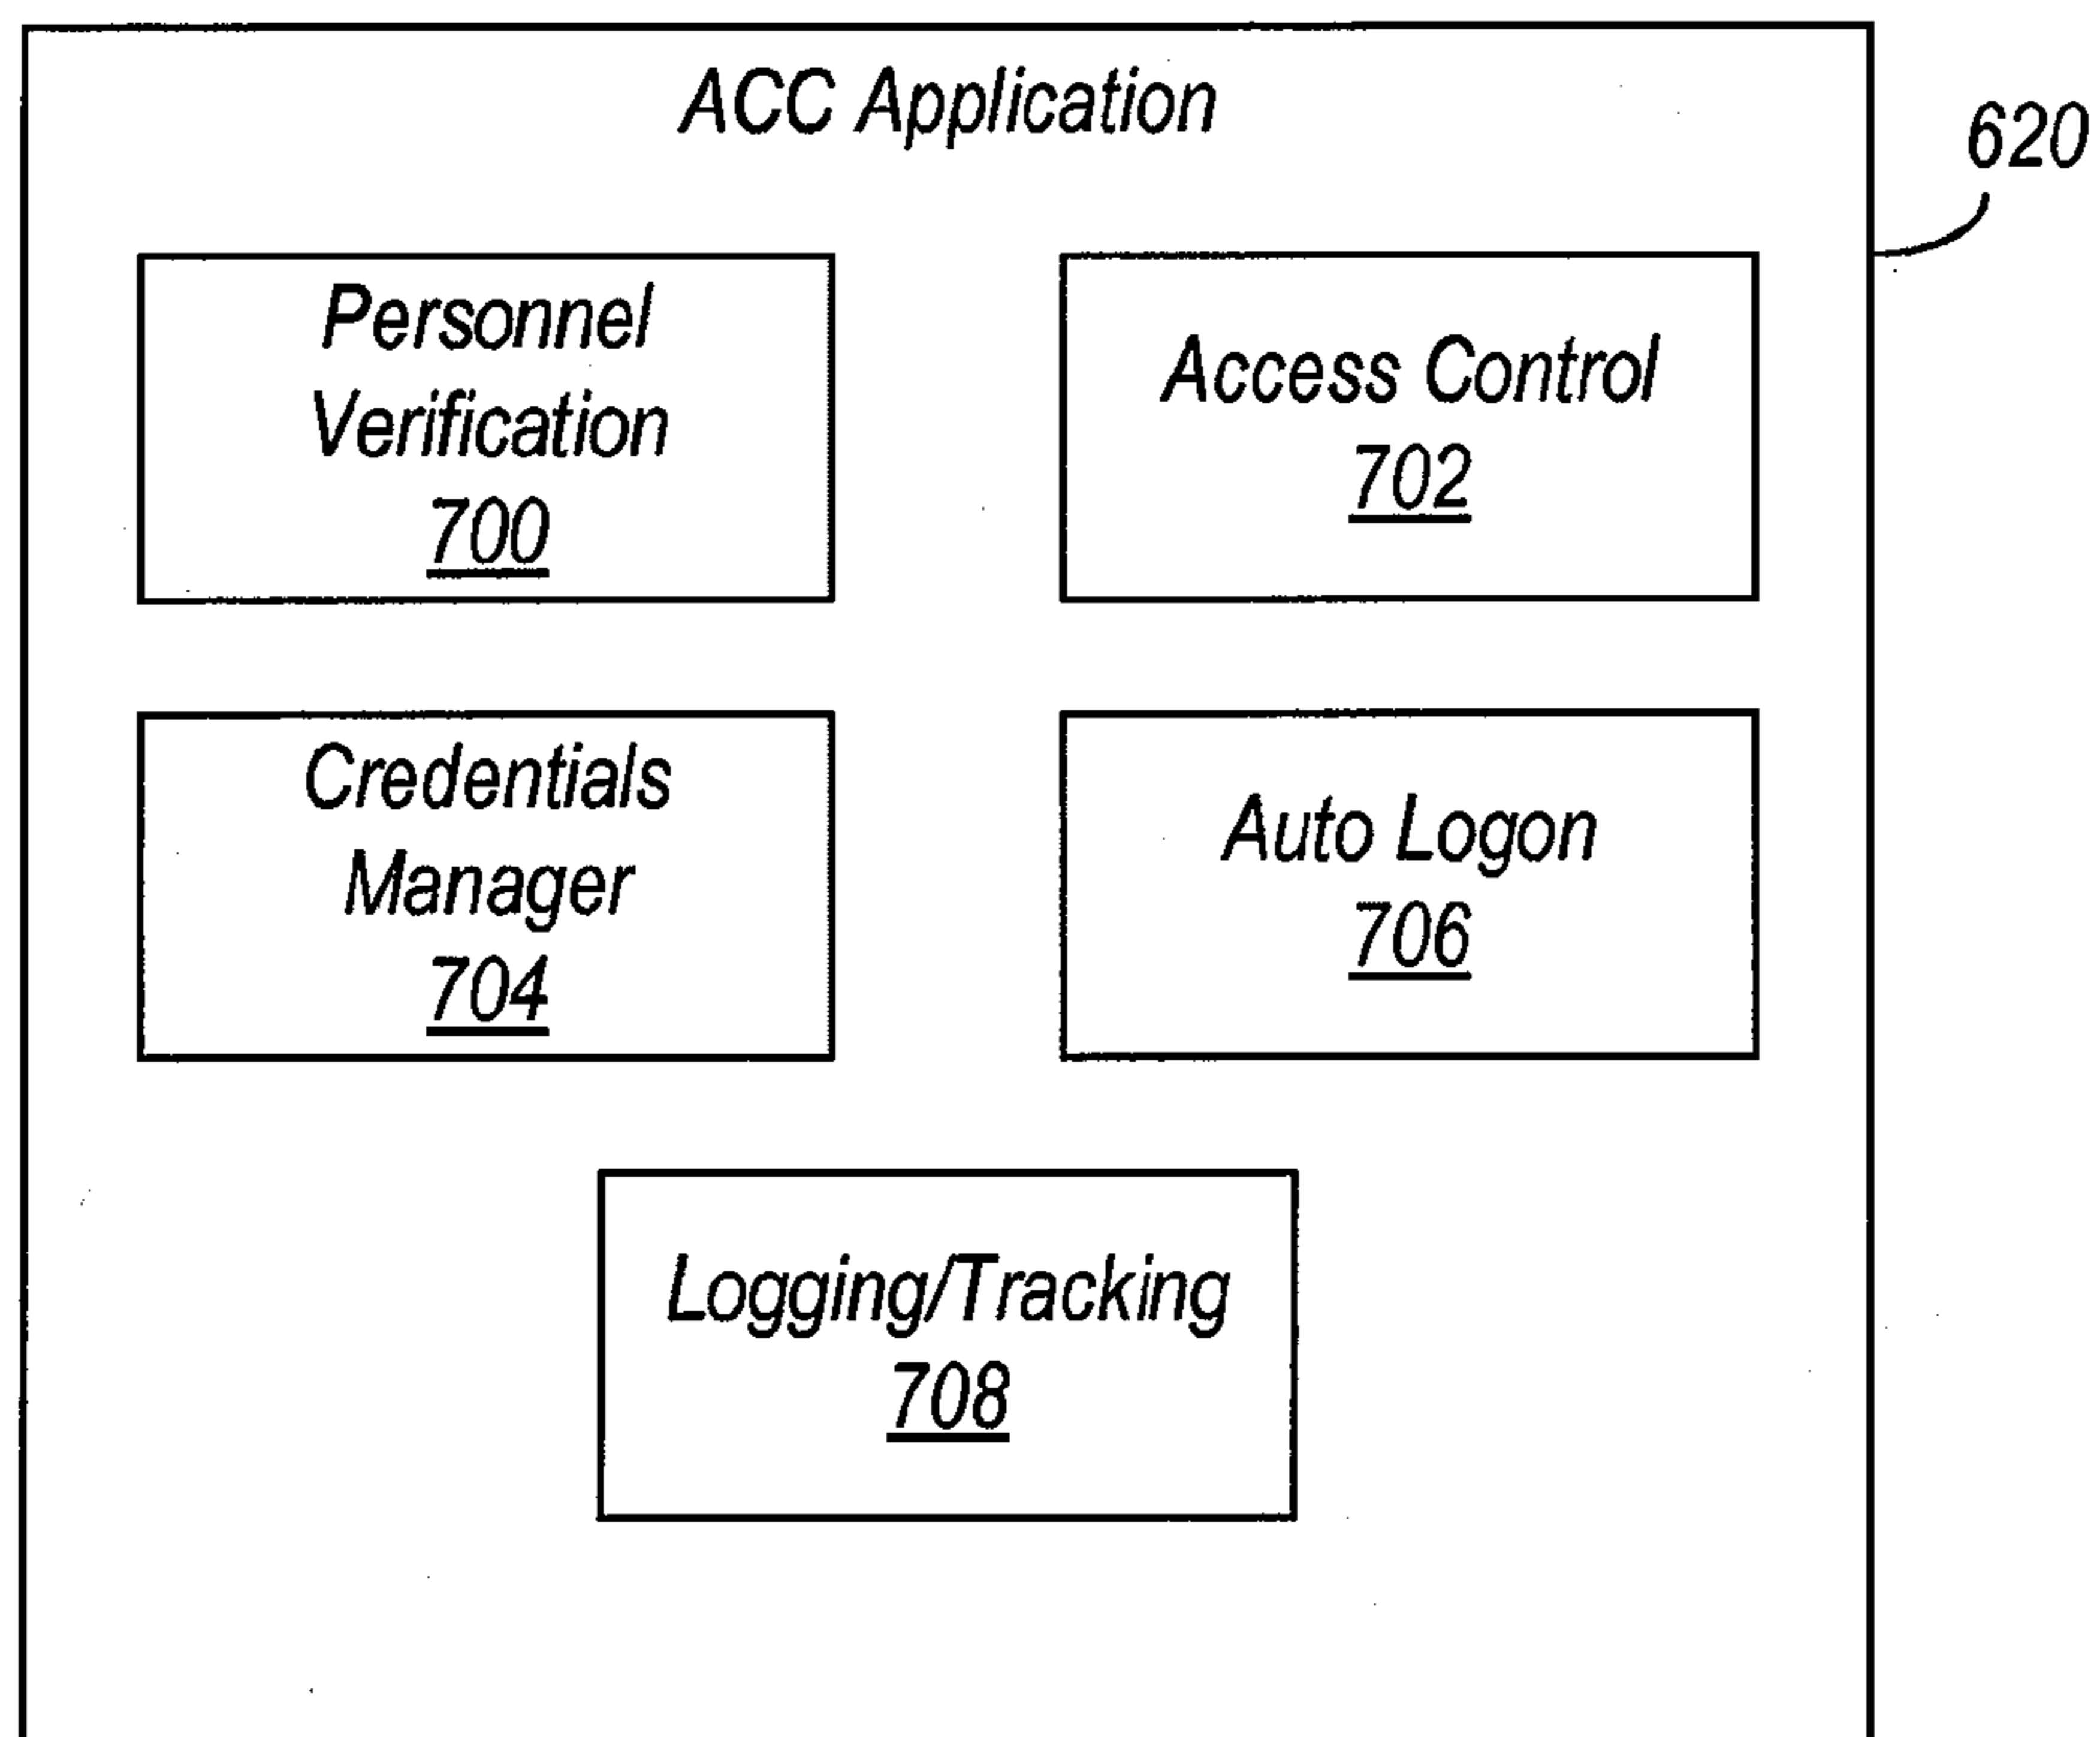 ACC Application
620
Personnel
Verification
700
Access Control
702
Credentials
Manager
704
Auto Logon
706
Logging/Tracking
708